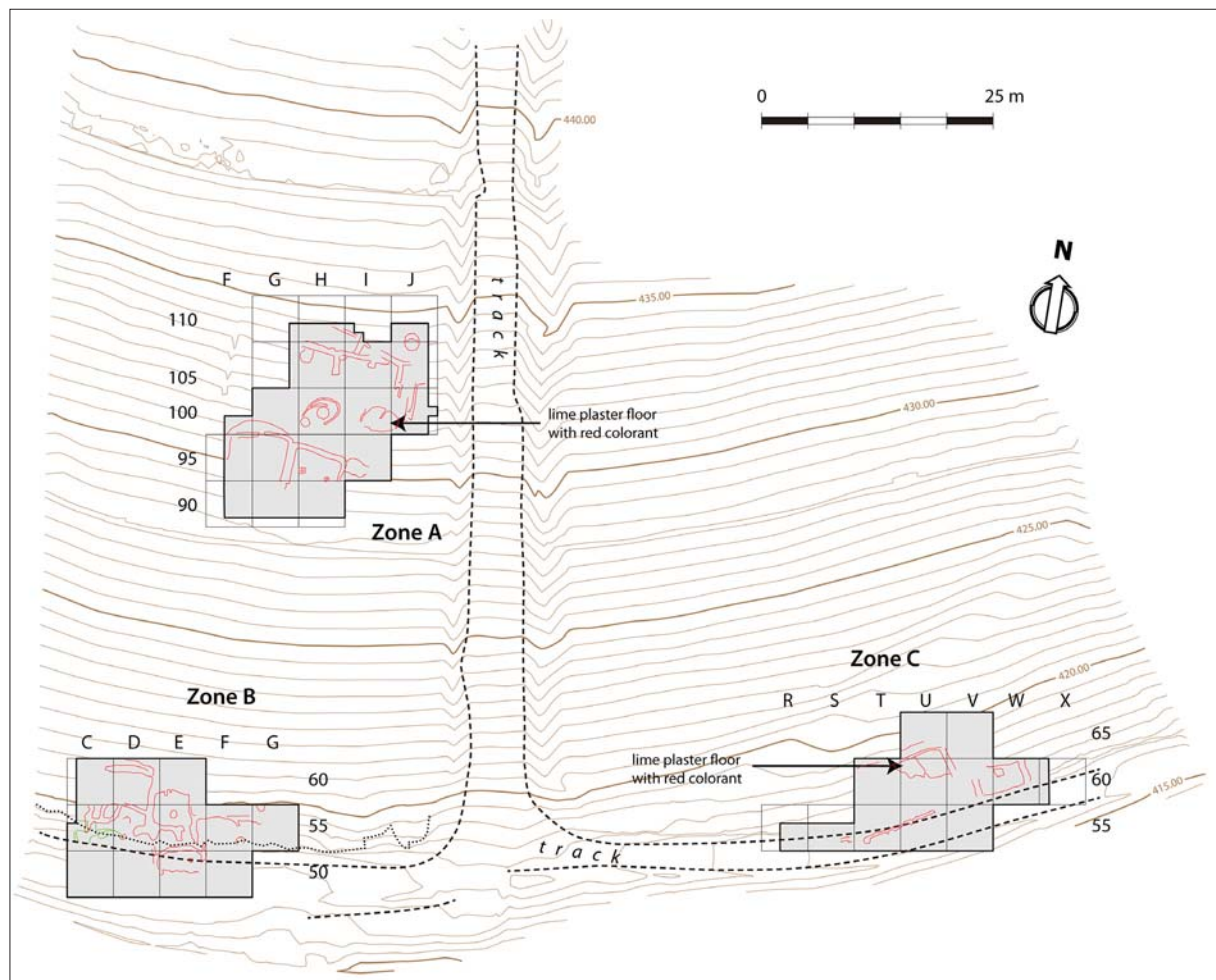 0 25 m
440.00
N
F G H I J
435.00
110
track
105
100
430.00
lime plaster floor
with red colorant
95
90
Zone A
425.00
Zone C
420.00
Zone B
R S T U V W X
C D E F G
65
lime plaster floor
with red colorant
60
60
415.00
55
55
track
50